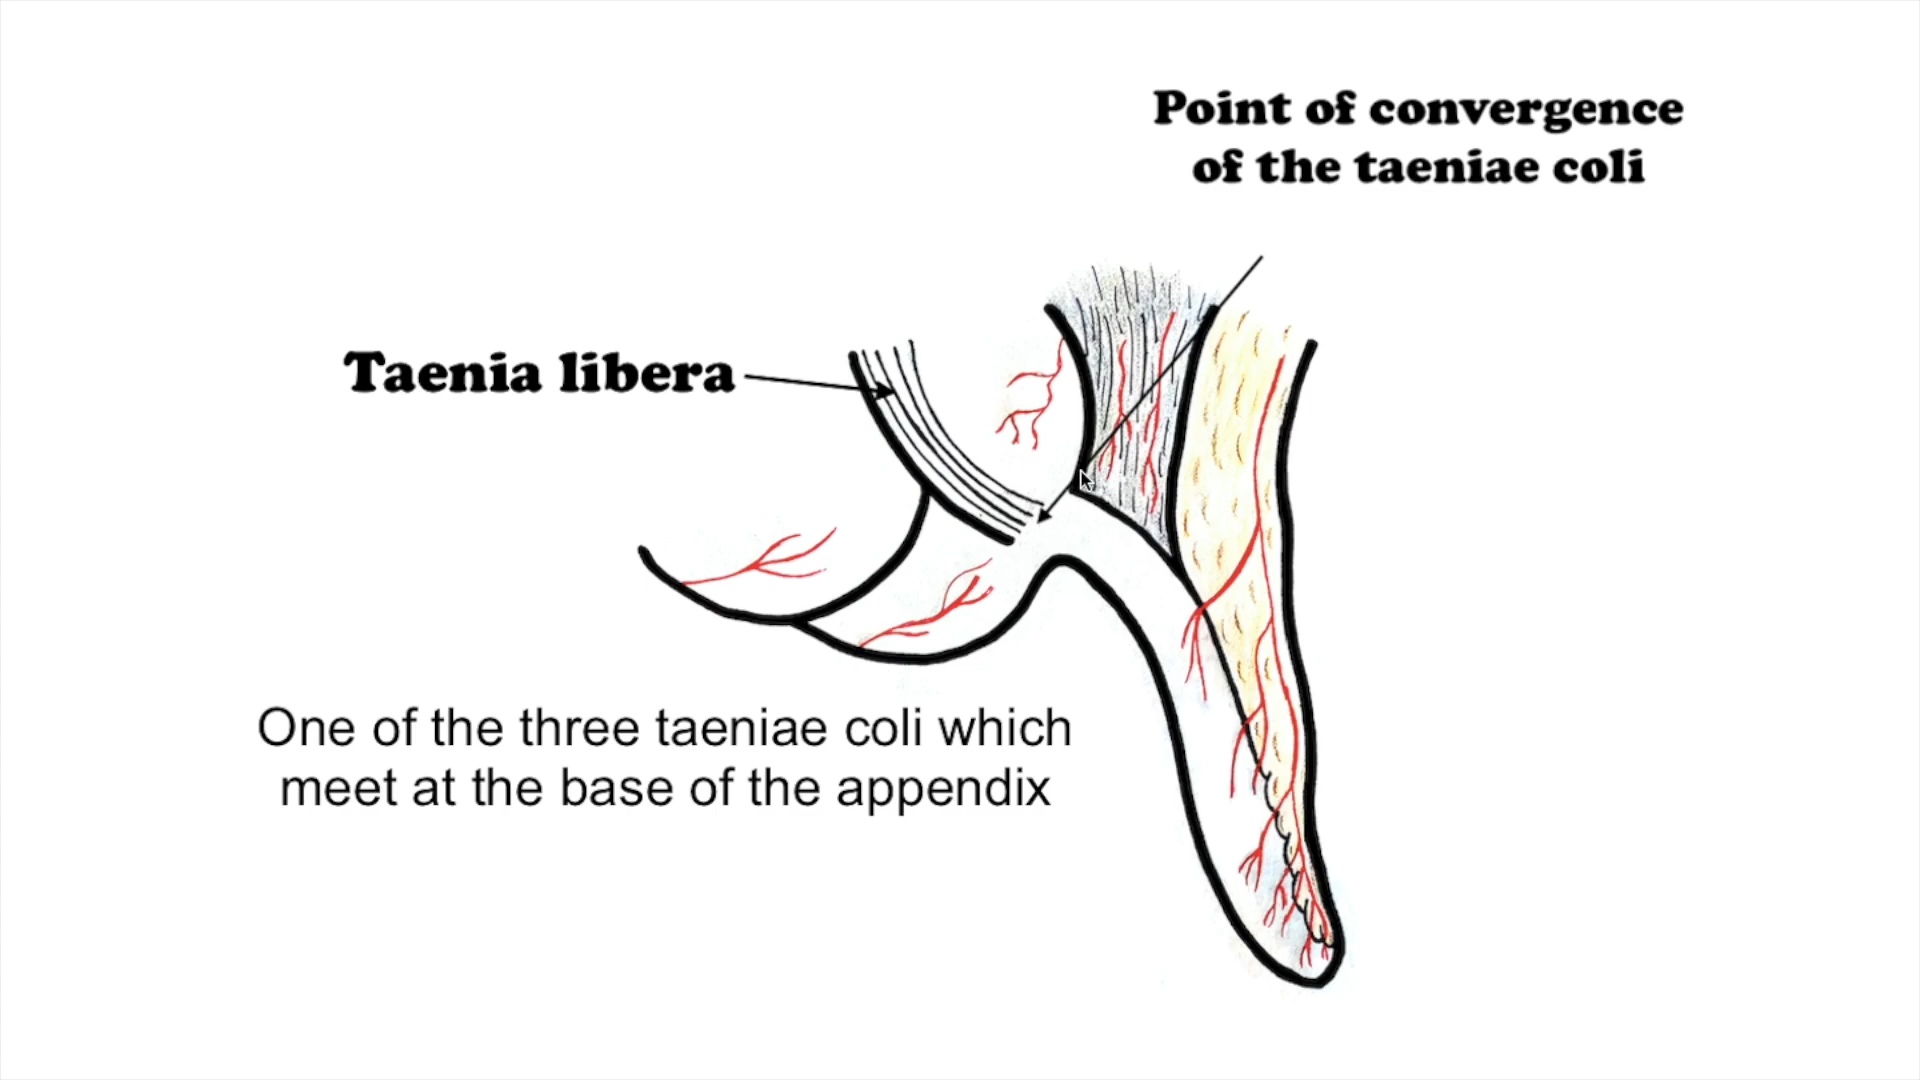 Point of convergence
of the taeniae coli
Taenia libera
One of the three taeniae coli which
meet at the base of the appendix